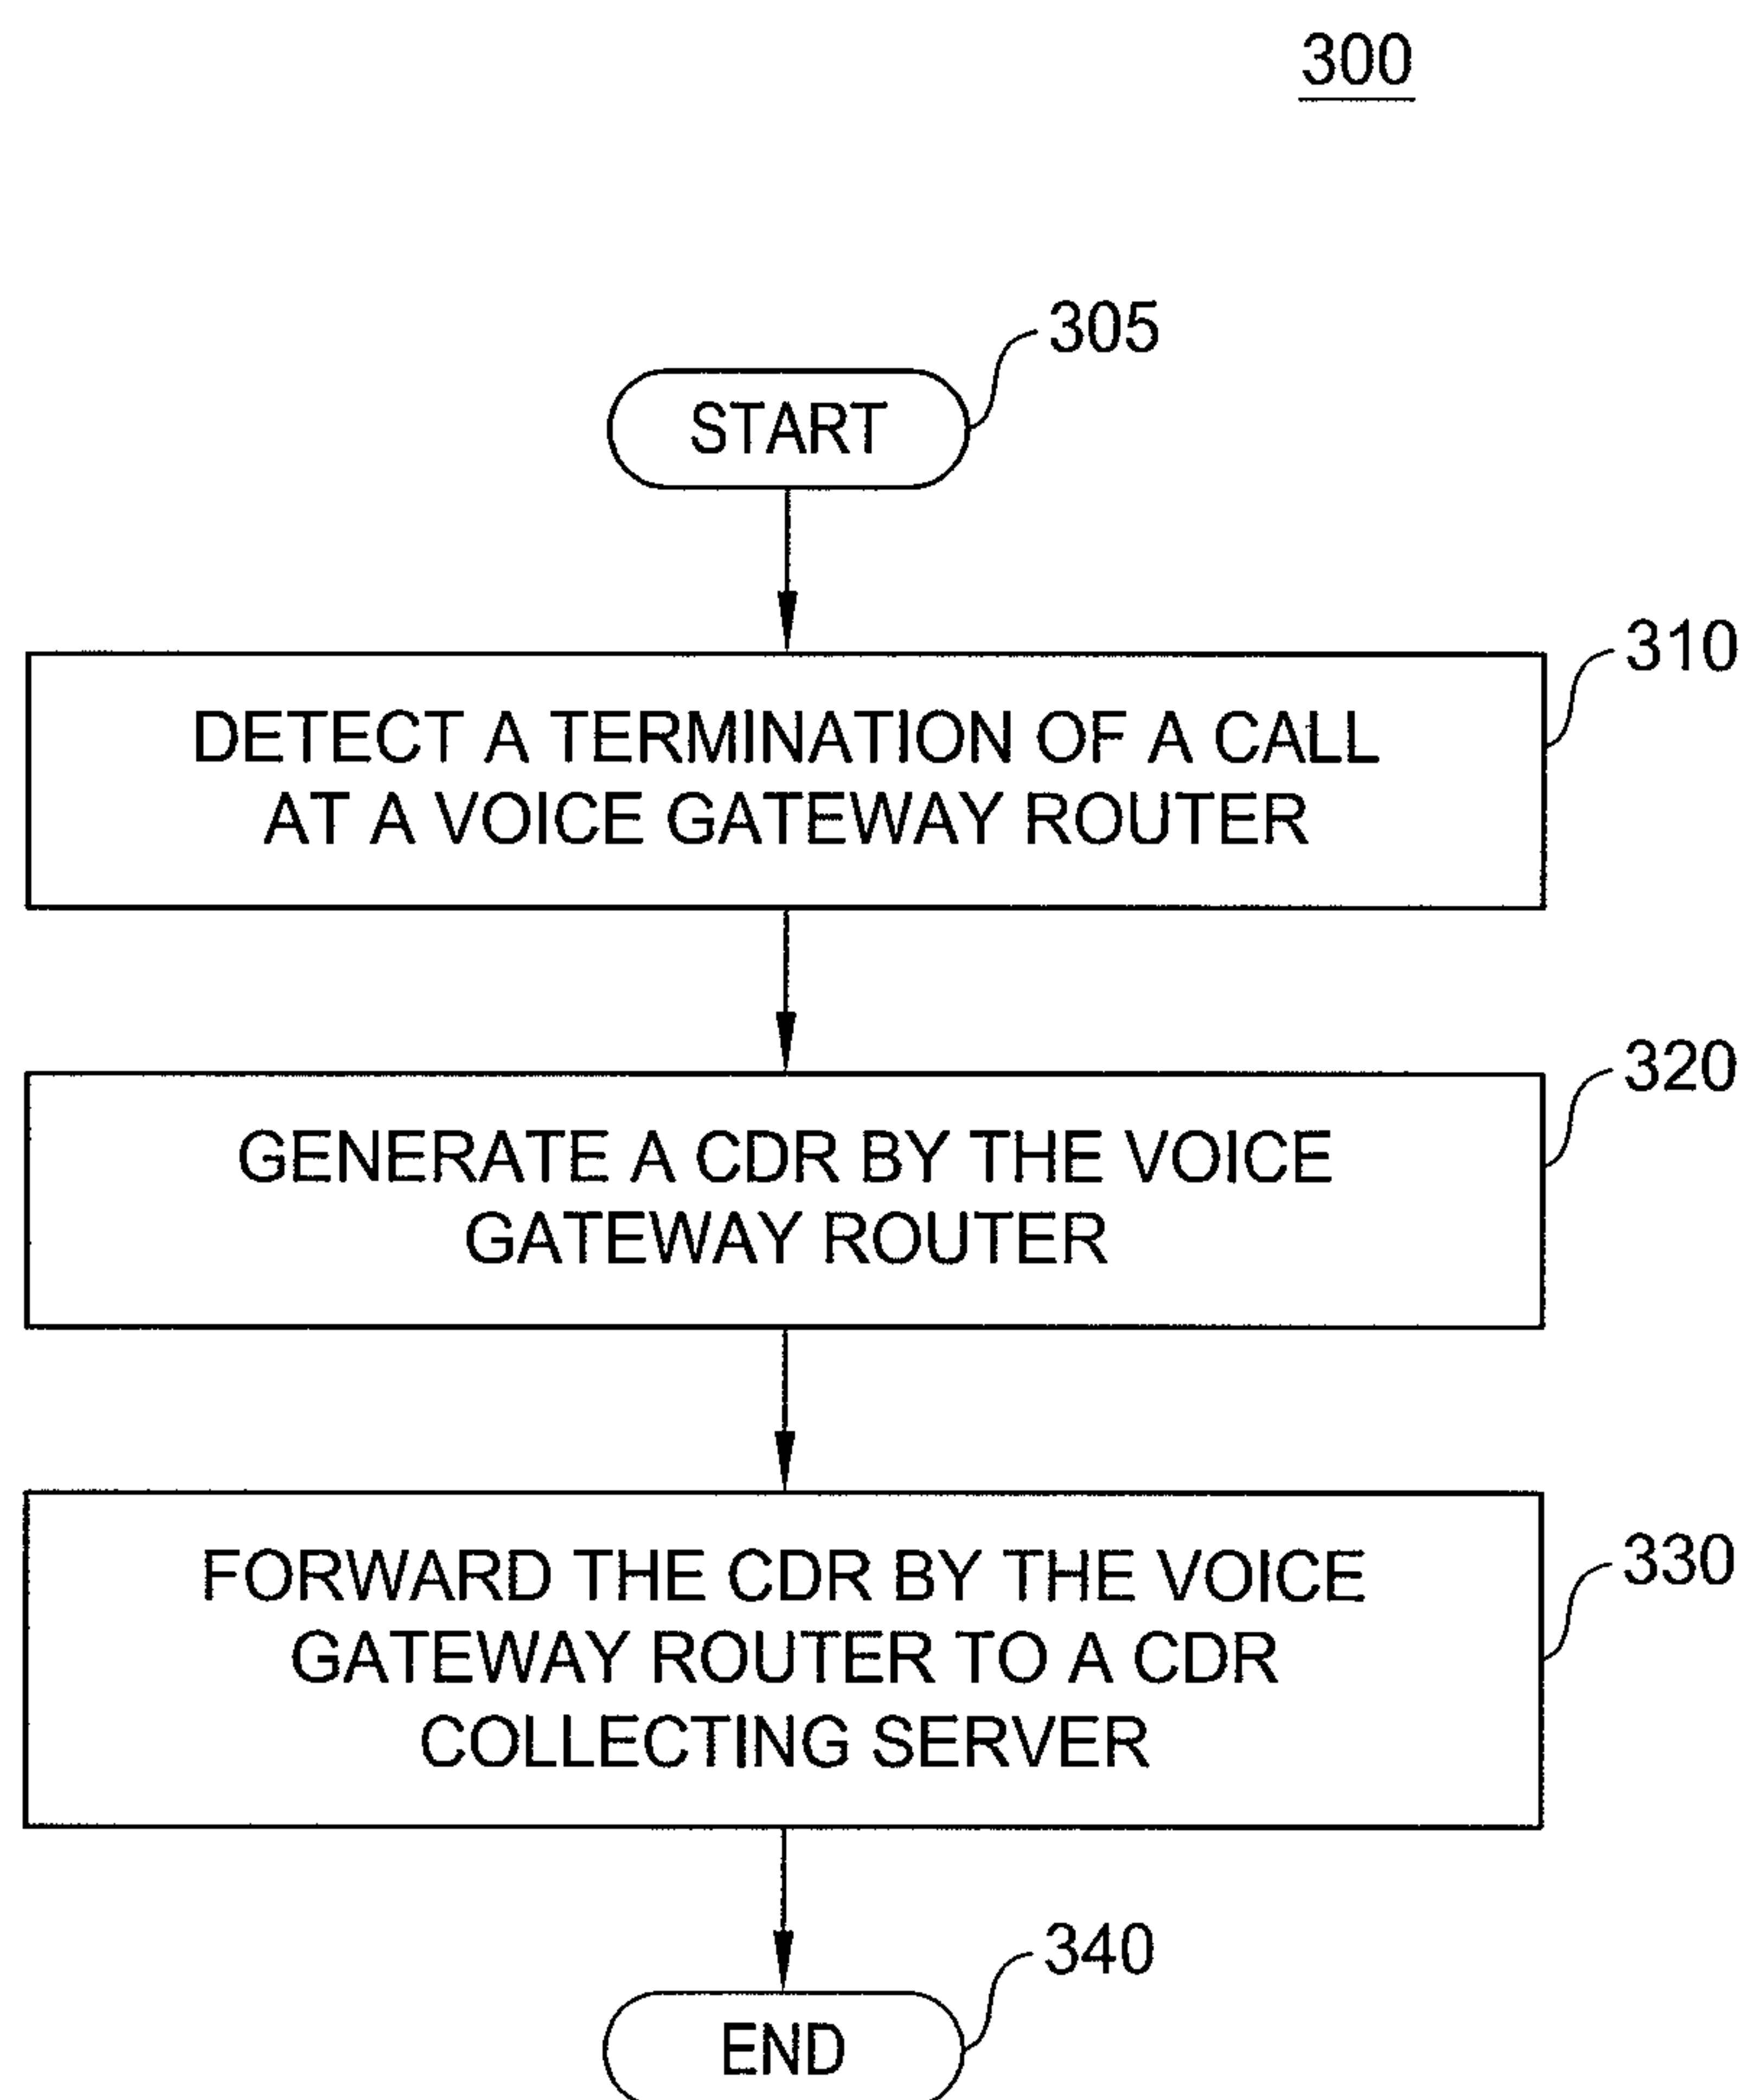 300
305
START
310
DETECT A TERMINATION OF A CALL
AT A VOICE GATEWAY ROUTER
320
GENERATE A CDR BY THE VOICE
GATEWAY ROUTER
330
FORWARD THE CDR BY THE VOICE
GATEWAY ROUTER TO A CDR
COLLECTING SERVER
340
END